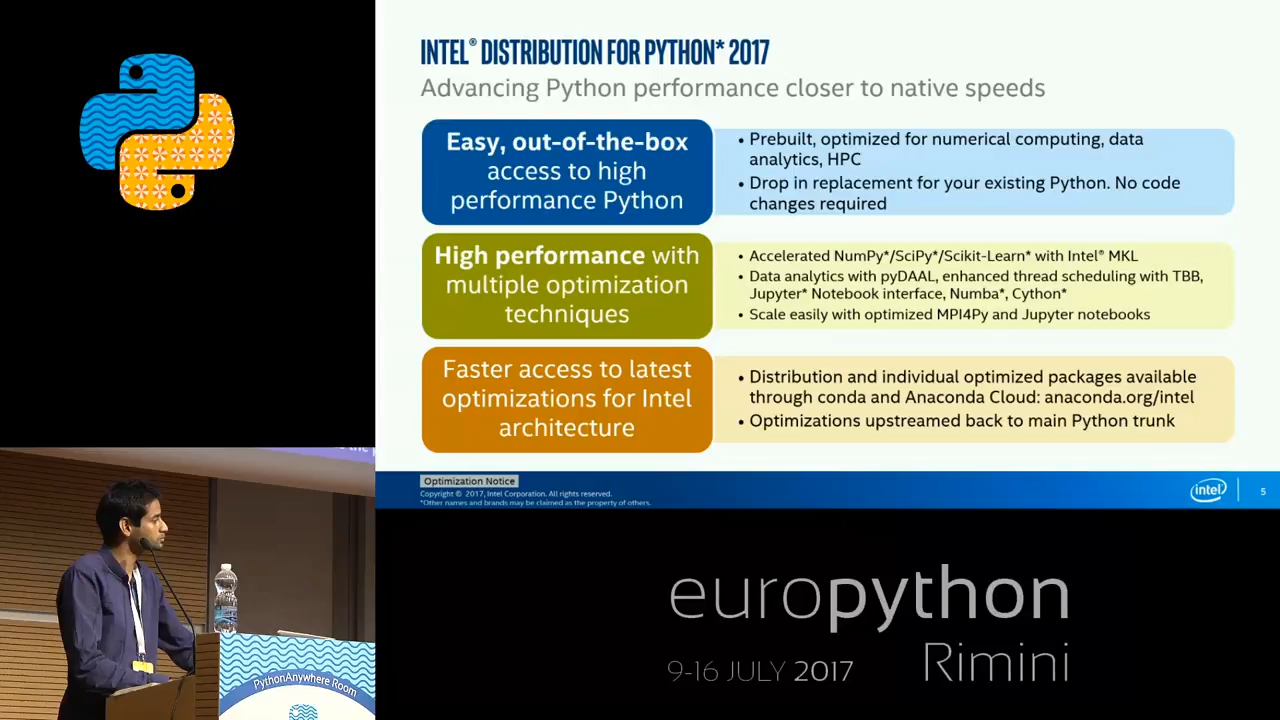 INTEL® DISTRIBUTION FOR PYTHON* 2017
Advancing Python performance closer to native speeds
Easy, out-of-the-box
access to high
performance Python
• Prebuilt, optimized for numerical computing, data
analytics, HPC
• Drop in replacement for your existing Python. No code
changes required
High performance with
multiple optimization
techniques
• Accelerated NumPy*/SciPy*/Scikit-Learn* with Intel® MKL
• Data analytics with pyDAAL, enhanced thread scheduling with TBB,
Jupyter* Notebook interface, Numba*, Cython*
• Scale easily with optimized MPI4Py and Jupyter notebooks
Faster access to latest
optimizations for Intel
architecture
• Distribution and individual optimized packages available
through conda and Anaconda Cloud: anaconda.org/intel
• Optimizations upstreamed back to main Python trunk
Optimization Notice
Copyright © 2017, Intel Corporation. All rights reserved.
*Other names and brands may be claimed as the property of others.
intel
5
PythonAnywhere Room
europython
Rimini
9-16 JULY 2017